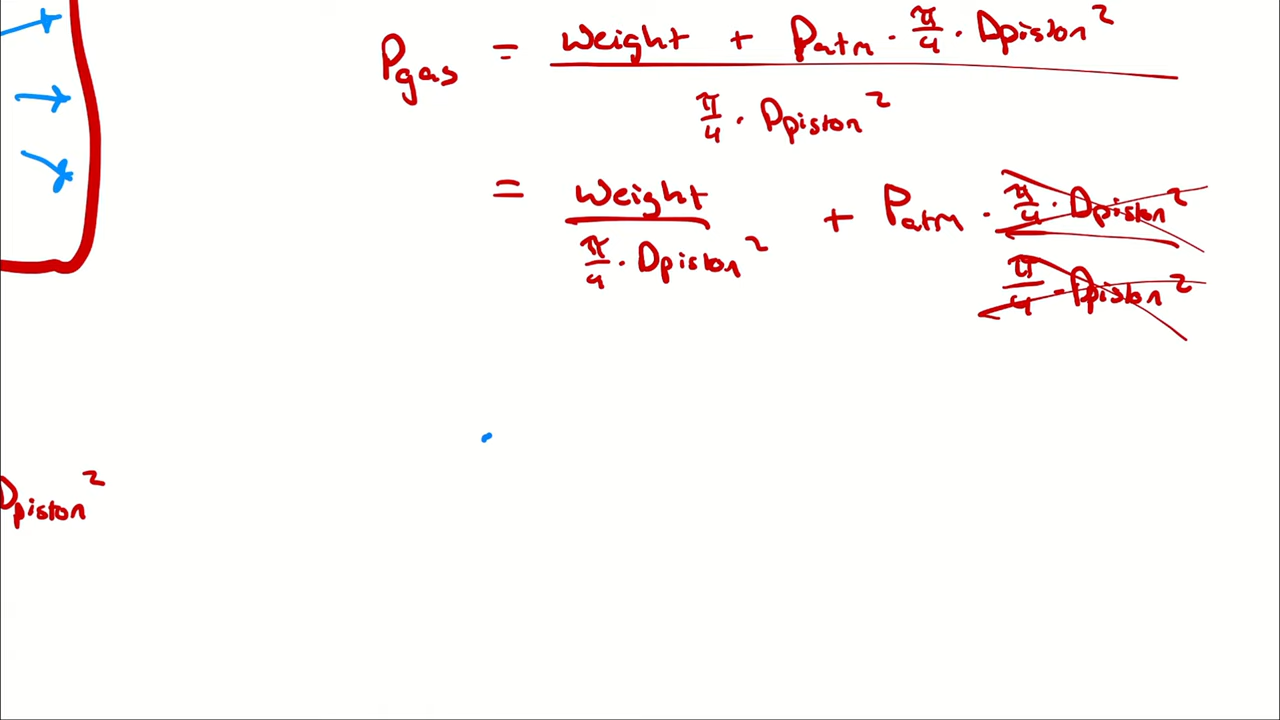 Pgas = Weight + Patm · π/4 · Dpiston²
π/4 · Dpiston²
= Weight + Patm · π/4 · Dpiston²
π/4 · Dpiston² π/4 · Dpiston²
Dpiston²